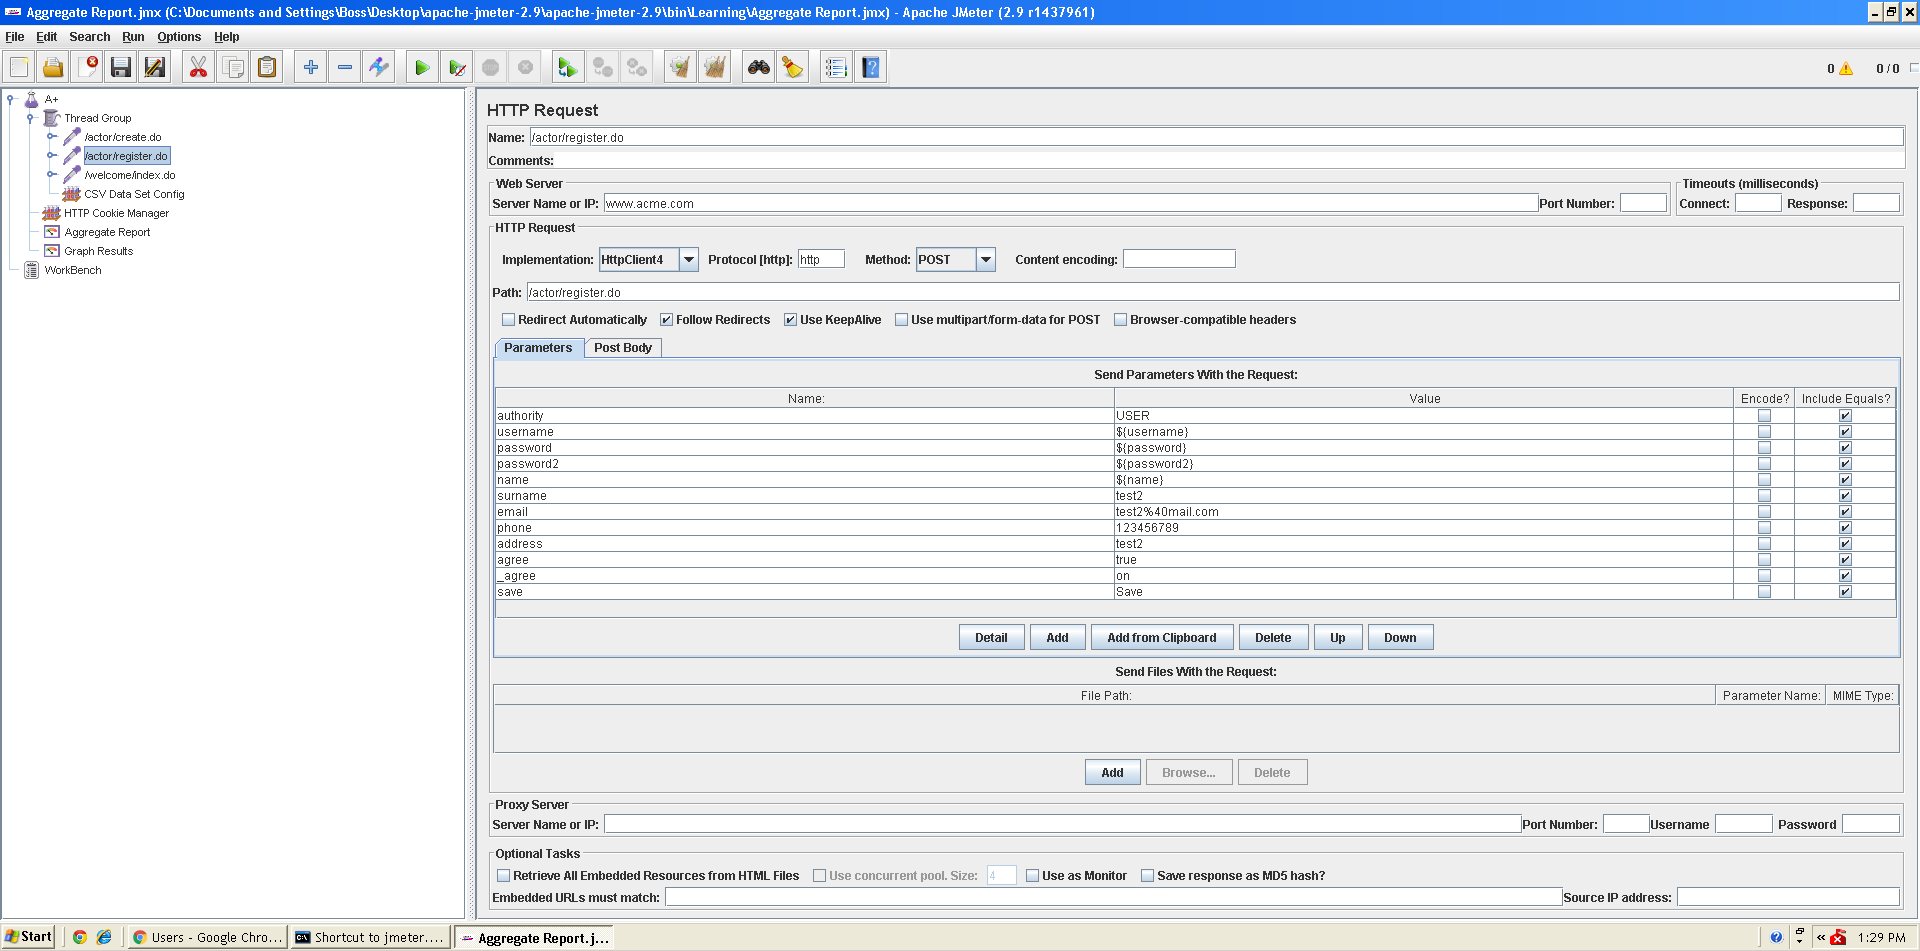 Aggregate Report.jmx (C:\Documents and Settings\Boss\Desktop\apache-jmeter-2.9\apache-jmeter-2.9\bin\Learning\Aggregate Report.jmx) - Apache JMeter (2.9 r1437961)
File Edit Search Run Options Help
0 0 / 0
A+
Thread Group
/actor/create.do
/actor/register.do
/welcome/index.do
CSV Data Set Config
HTTP Cookie Manager
Aggregate Report
Graph Results
WorkBench
HTTP Request
Name: /actor/register.do
Comments:
Web Server
Server Name or IP: www.acme.com Port Number:
Timeouts (milliseconds)
Connect: Response:
HTTP Request
Implementation: HttpClient4 Protocol [http]: http Method: POST Content encoding:
Path: /actor/register.do
Redirect Automatically Follow Redirects Use KeepAlive Use multipart/form-data for POST Browser-compatible headers
Parameters Post Body
Send Parameters With the Request:
Name: Value Encode? Include Equals?
authority USER
username ${username}
password ${password}
password2 ${password2}
name ${name}
surname test2
email test2%40mail.com
phone 123456789
address test2
agree true
_agree on
save Save
Detail Add Add from Clipboard Delete Up Down
Send Files With the Request:
File Path: Parameter Name: MIME Type:
Add Browse... Delete
Proxy Server
Server Name or IP: Port Number: Username Password
Optional Tasks
Retrieve All Embedded Resources from HTML Files Use concurrent pool. Size: 4 Use as Monitor Save response as MD5 hash?
Embedded URLs must match: Source IP address:
Start Users - Google Chro... Shortcut to jmeter.... Aggregate Report.j... « 1:29 PM